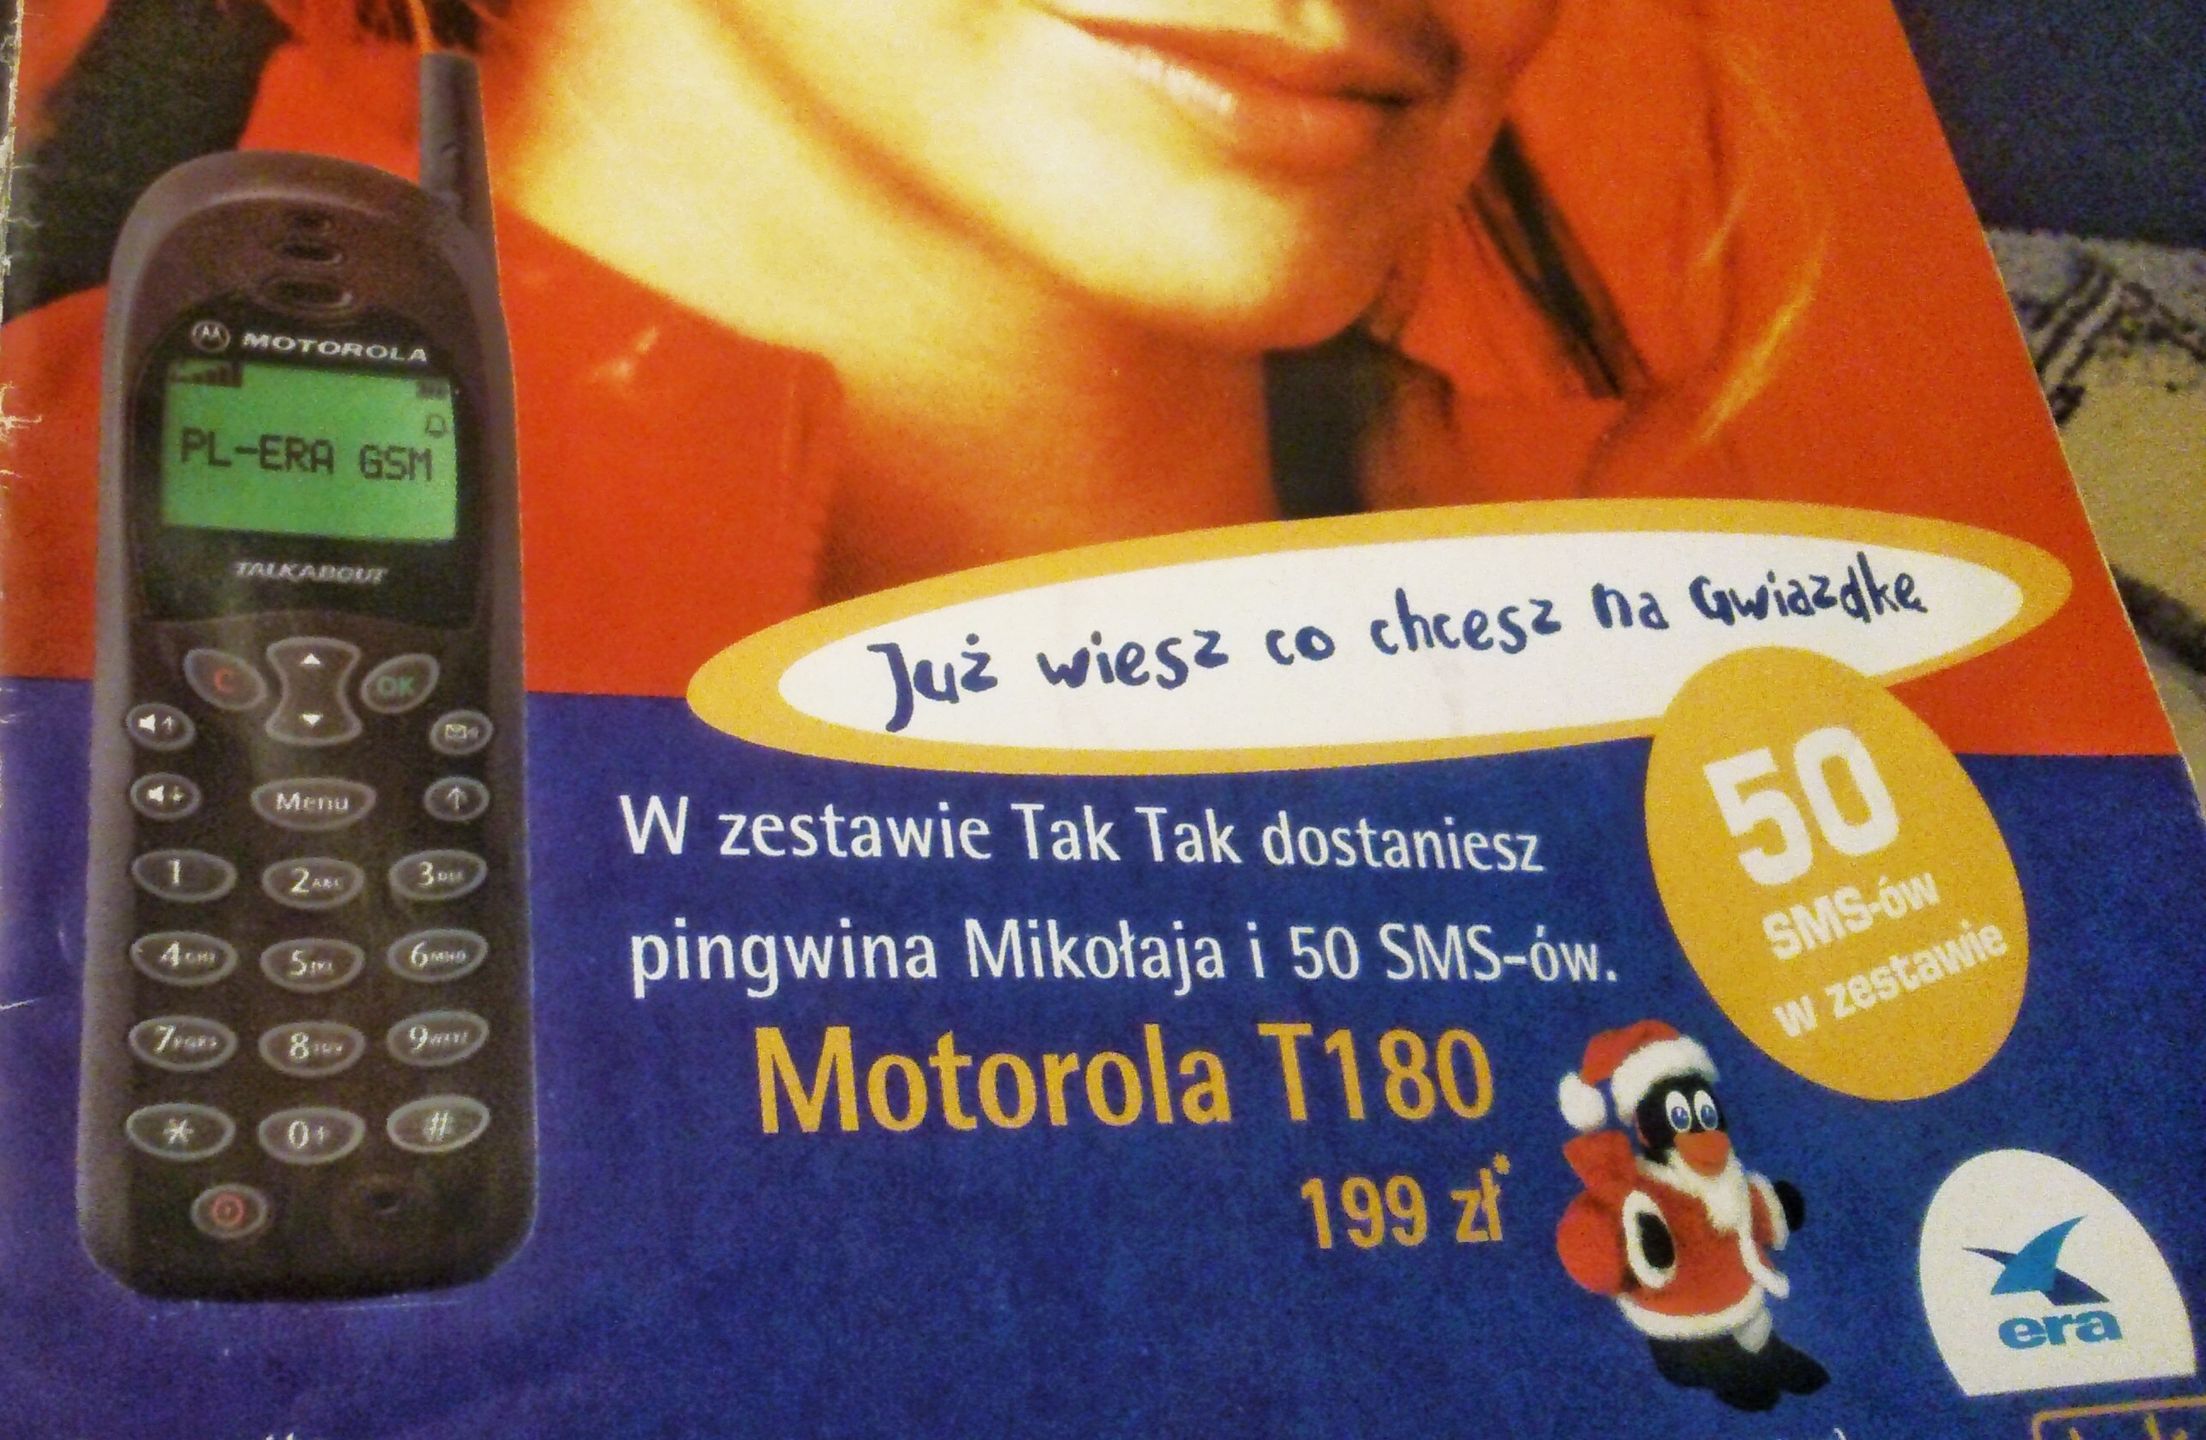 MOTOROLA
PL-ERA GSM
TALKABOUT
C
OK
Menu
1
2ABC
3DEF
4GHI
5JKL
6MNO
7PQRS
8TUV
9WXYZ
*
0+
#
Już wiesz co chcesz na Gwiazdkę
W zestawie Tak Tak dostaniesz
pingwina Mikołaja i 50 SMS-ów.
Motorola T180
199 zł*
50
SMS-ów
w zestawie
era